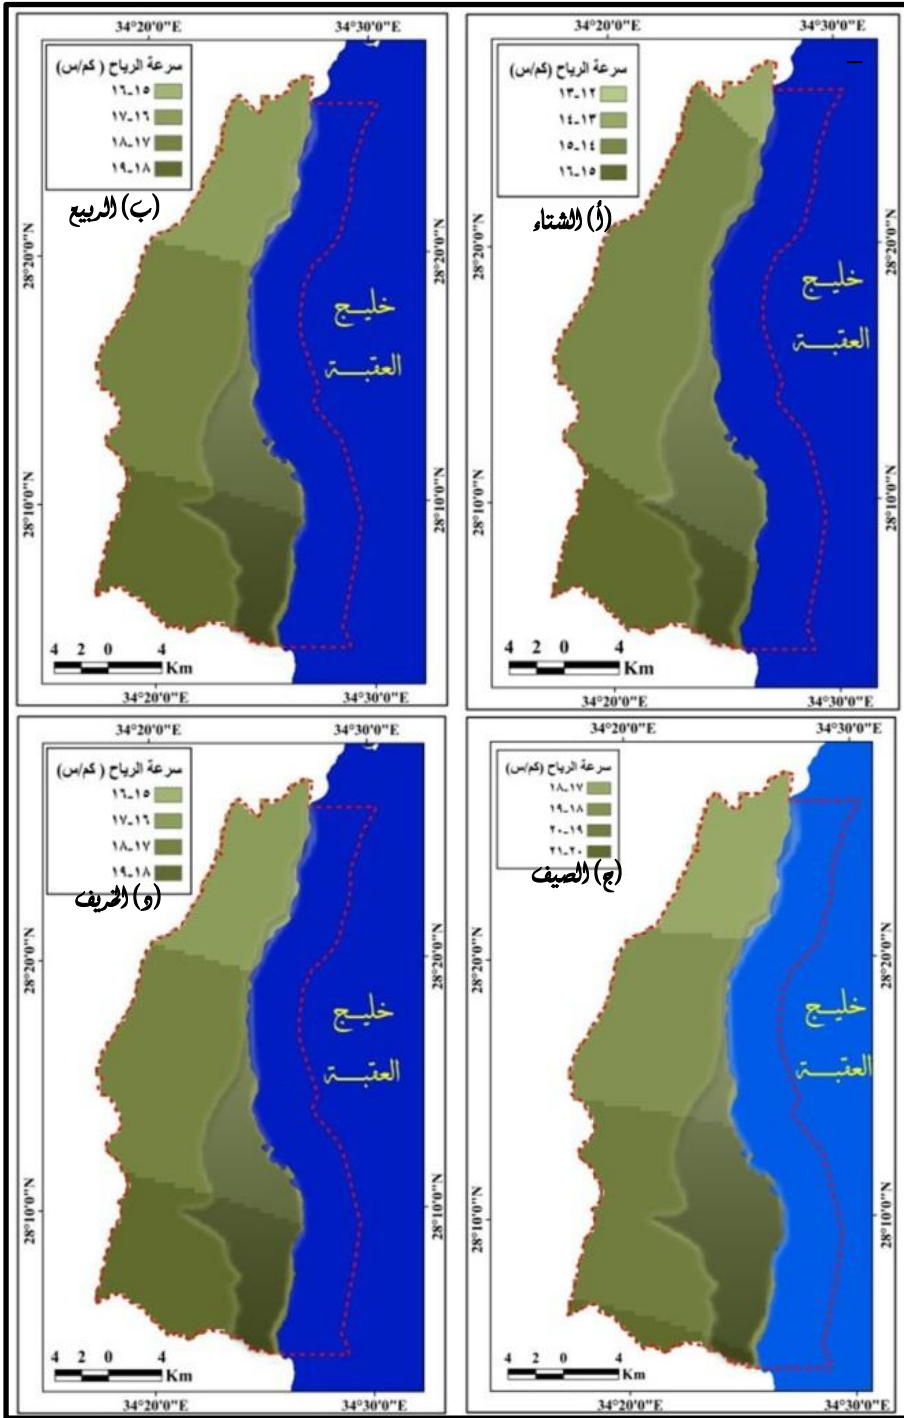 34°20'0"E 34°30'0"E
سرعة الرياح (كم/س)
١٢-١٣
١٣-١٤
١٤-١٥
١٥-١٦
(أ) الشتاء
28°20'0"N 28°20'0"N
خليج
العقبة
28°10'0"N 28°10'0"N
4 2 0 4
Km
34°20'0"E 34°30'0"E
34°20'0"E 34°30'0"E
سرعة الرياح ( كم/س)
١٥-١٦
١٦-١٧
١٧-١٨
١٨-١٩
(ب) الربيع
28°20'0"N 28°20'0"N
خليج
العقبة
28°10'0"N 28°10'0"N
4 2 0 4
Km
34°20'0"E 34°30'0"E
34°20'0"E 34°30'0"E
سرعة الرياح (كم/س)
١٧-١٨
١٨-١٩
١٩-٢٠
٢٠-٢١
(ج) الصيف
28°20'0"N 28°20'0"N
خليج
العقبة
28°10'0"N 28°10'0"N
4 2 0 4
Km
34°20'0"E 34°30'0"E
34°20'0"E 34°30'0"E
سرعة الرياح ( كم/س)
١٥-١٦
١٦-١٧
١٧-١٨
١٨-١٩
(د) الخريف
28°20'0"N 28°20'0"N
خليج
العقبة
28°10'0"N 28°10'0"N
4 2 0 4
Km
34°20'0"E 34°30'0"E